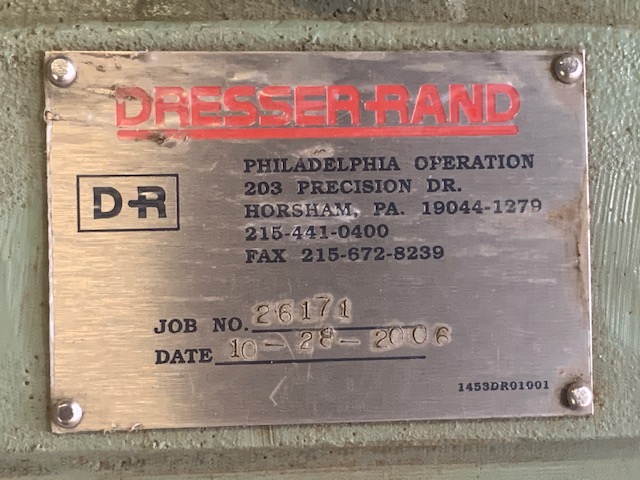 DRESSER-RAND
D-R
PHILADELPHIA OPERATION
203 PRECISION DR.
HORSHAM, PA. 19044-1279
215-441-0400
FAX 215-672-8239
JOB NO. 26171
DATE 10-28-2006
1453DR01001